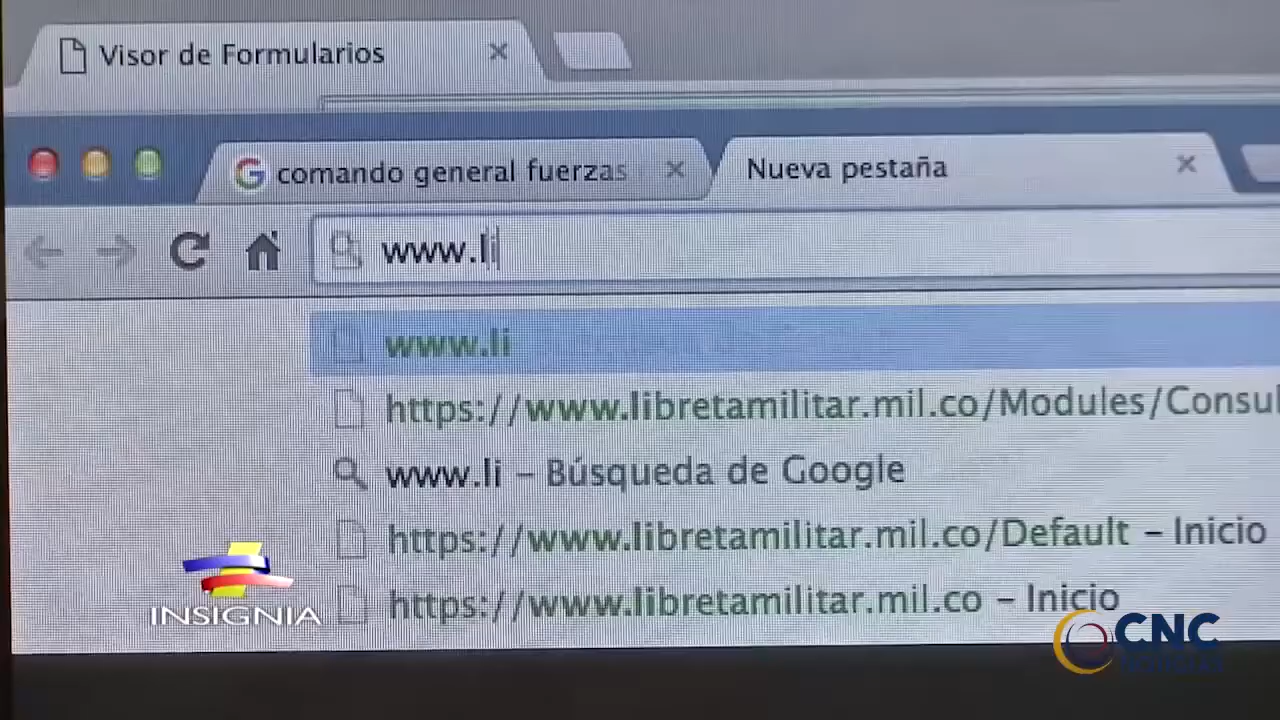 Visor de Formularios
comando general fuerzas
Nueva pestaña
www.li
www.li
https://www.libretamilitar.mil.co/Modules/Consul
www.li – Búsqueda de Google
https://www.libretamilitar.mil.co/Default – Inicio
https://www.libretamilitar.mil.co – Inicio
INSIGNIA
CNC
NOTICIAS